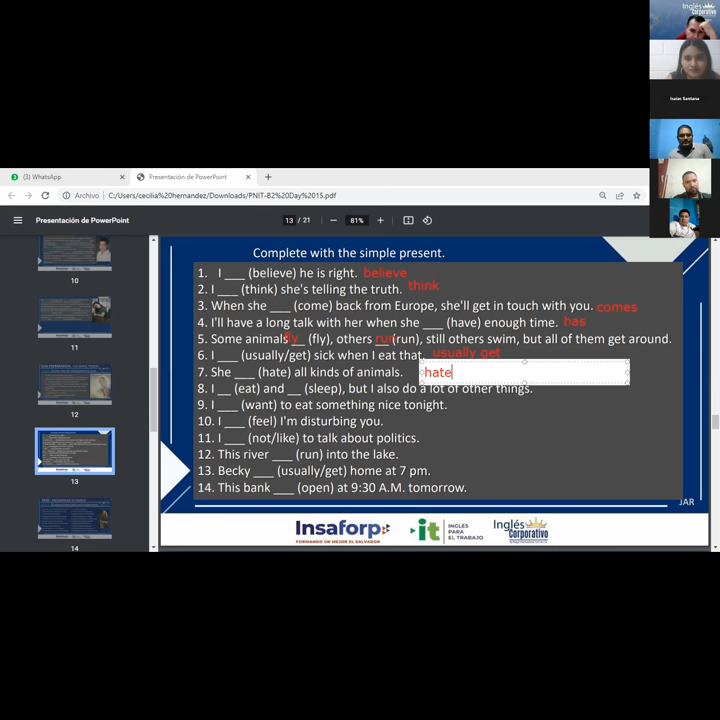 Inglés
Corporativo
Isaias Santana
(3) WhatsApp
Presentación de PowerPoint
Archivo
C:/Users/cecilia%20hernandez/Downloads/PNIT-B2%20Day%2015.pdf
Presentación de PowerPoint
13 / 21
81%
10
11
12
13
14
Complete with the simple present.
1. I ___ (believe) he is right. believe
2. I ___ (think) she's telling the truth. think
3. When she ___ (come) back from Europe, she'll get in touch with you. comes
4. I'll have a long talk with her when she ___ (have) enough time. has
5. Some animals fly __ (fly), others __ run (run), still others swim, but all of them get around.
6. I ___ (usually/get) sick when I eat that. usually get
7. She ___ (hate) all kinds of animals. hate
8. I __ (eat) and __ (sleep), but I also do a lot of other things.
9. I ___ (want) to eat something nice tonight.
10. I ___ (feel) I'm disturbing you.
11. I ___ (not/like) to talk about politics.
12. This river ___ (run) into the lake.
13. Becky ___ (usually/get) home at 7 pm.
14. This bank ___ (open) at 9:30 A.M. tomorrow.
JAR
Insaforp
FORMANDO UN MEJOR EL SALVADOR
it
INGLÉS
PARA
EL TRABAJO
Inglés
Corporativo